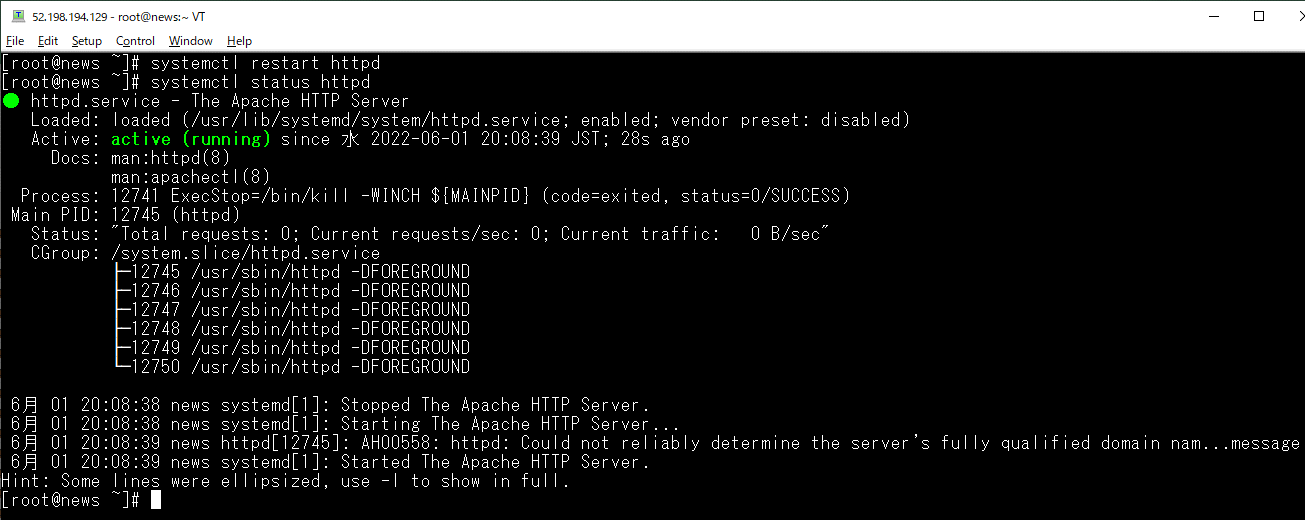 52.198.194.129 - root@news:~ VT
File Edit Setup Control Window Help
[root@news ~]# systemctl restart httpd
[root@news ~]# systemctl status httpd
● httpd.service - The Apache HTTP Server
   Loaded: loaded (/usr/lib/systemd/system/httpd.service; enabled; vendor preset: disabled)
   Active: active (running) since 水 2022-06-01 20:08:39 JST; 28s ago
     Docs: man:httpd(8)
           man:apachectl(8)
  Process: 12741 ExecStop=/bin/kill -WINCH ${MAINPID} (code=exited, status=0/SUCCESS)
 Main PID: 12745 (httpd)
   Status: "Total requests: 0; Current requests/sec: 0; Current traffic:   0 B/sec"
   CGroup: /system.slice/httpd.service
           ├─12745 /usr/sbin/httpd -DFOREGROUND
           ├─12746 /usr/sbin/httpd -DFOREGROUND
           ├─12747 /usr/sbin/httpd -DFOREGROUND
           ├─12748 /usr/sbin/httpd -DFOREGROUND
           ├─12749 /usr/sbin/httpd -DFOREGROUND
           └─12750 /usr/sbin/httpd -DFOREGROUND
 6月 01 20:08:38 news systemd[1]: Stopped The Apache HTTP Server.
 6月 01 20:08:38 news systemd[1]: Starting The Apache HTTP Server...
 6月 01 20:08:39 news httpd[12745]: AH00558: httpd: Could not reliably determine the server's fully qualified domain nam...message
 6月 01 20:08:39 news systemd[1]: Started The Apache HTTP Server.
Hint: Some lines were ellipsized, use -l to show in full.
[root@news ~]#